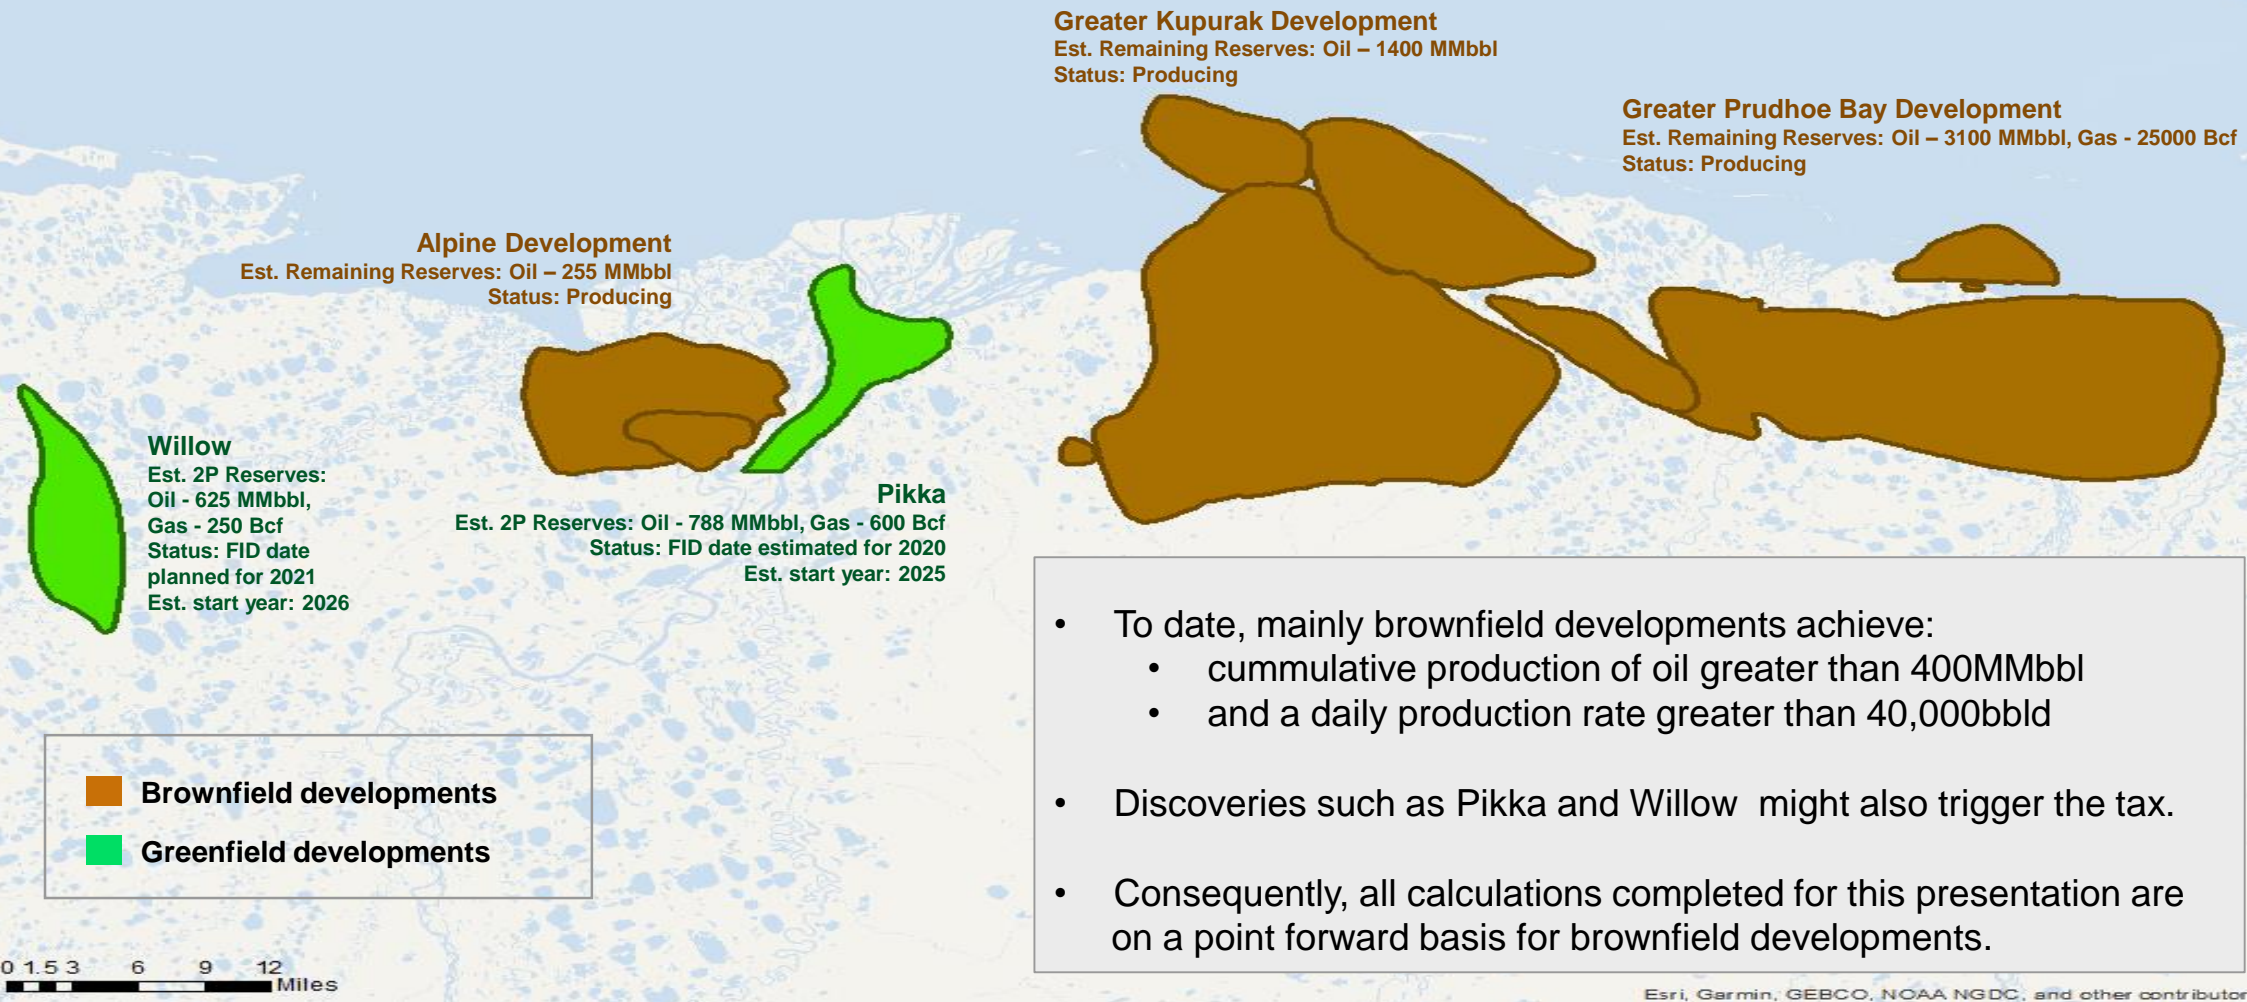 Greater Kupurak Development
Est. Remaining Reserves: Oil – 1400 MMbbl
Status: Producing
Greater Prudhoe Bay Development
Est. Remaining Reserves: Oil – 3100 MMbbl, Gas - 25000 Bcf
Status: Producing
Alpine Development
Est. Remaining Reserves: Oil – 255 MMbbl
Status: Producing
Willow
Est. 2P Reserves:
Oil - 625 MMbbl,
Gas - 250 Bcf
Status: FID date
planned for 2021
Est. start year: 2026
Pikka
Est. 2P Reserves: Oil - 788 MMbbl, Gas - 600 Bcf
Status: FID date estimated for 2020
Est. start year: 2025
• To date, mainly brownfield developments achieve:
• cummulative production of oil greater than 400MMbbl
• and a daily production rate greater than 40,000bbld
• Discoveries such as Pikka and Willow might also trigger the tax.
• Consequently, all calculations completed for this presentation are
on a point forward basis for brownfield developments.
Brownfield developments
Greenfield developments
0 1.5 3 6 9 12
Miles
Esri, Garmin, GEBCO, NOAA NGDC, and other contributor